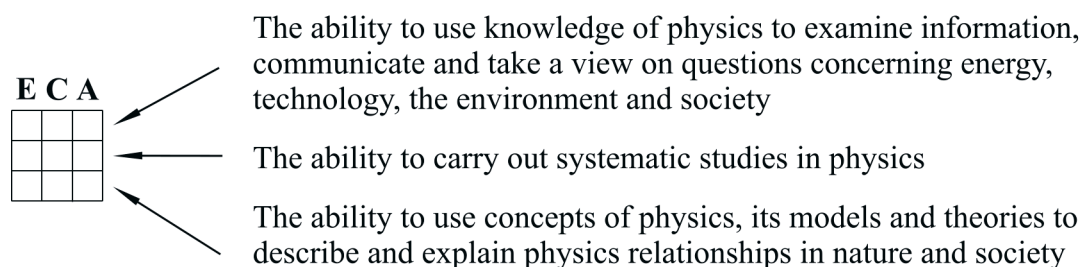 The ability to use knowledge of physics to examine information,
communicate and take a view on questions concerning energy,
technology, the environment and society
E C A
The ability to carry out systematic studies in physics
The ability to use concepts of physics, its models and theories to
describe and explain physics relationships in nature and society